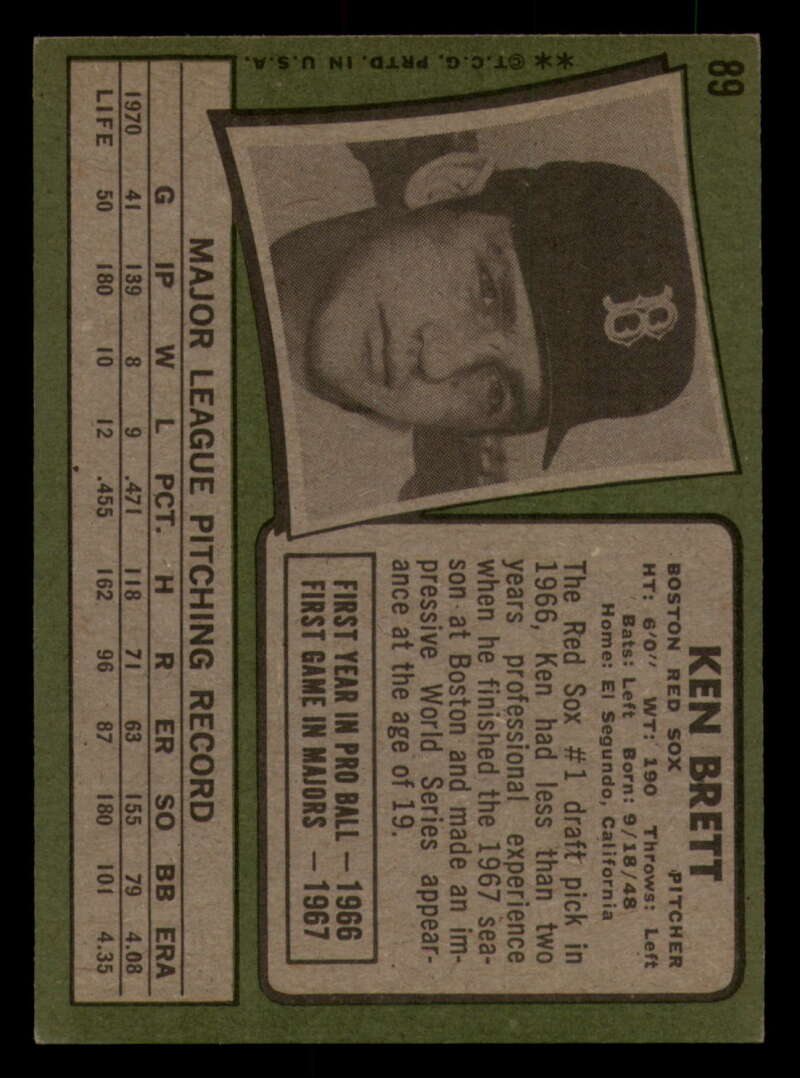 89
**©T.C.G. PRTD. IN U.S.A.
B
KEN BRETT
BOSTON RED SOX PITCHER
HT: 6'0" WT: 190 Throws: Left
Bats: Left Born: 9/18/48
Home: El Segundo, California
The Red Sox #1 draft pick in
1966, Ken had less than two
years professional experience
when he finished the 1967 sea-
son at Boston and made an im-
pressive World Series appear-
ance at the age of 19.
FIRST YEAR IN PRO BALL — 1966
FIRST GAME IN MAJORS — 1967
MAJOR LEAGUE PITCHING RECORD
G IP W L PCT. H R ER SO BB ERA
1970 41 139 8 9 .471 118 71 63 155 79 4.08
LIFE 50 180 10 12 .455 162 96 87 180 101 4.35